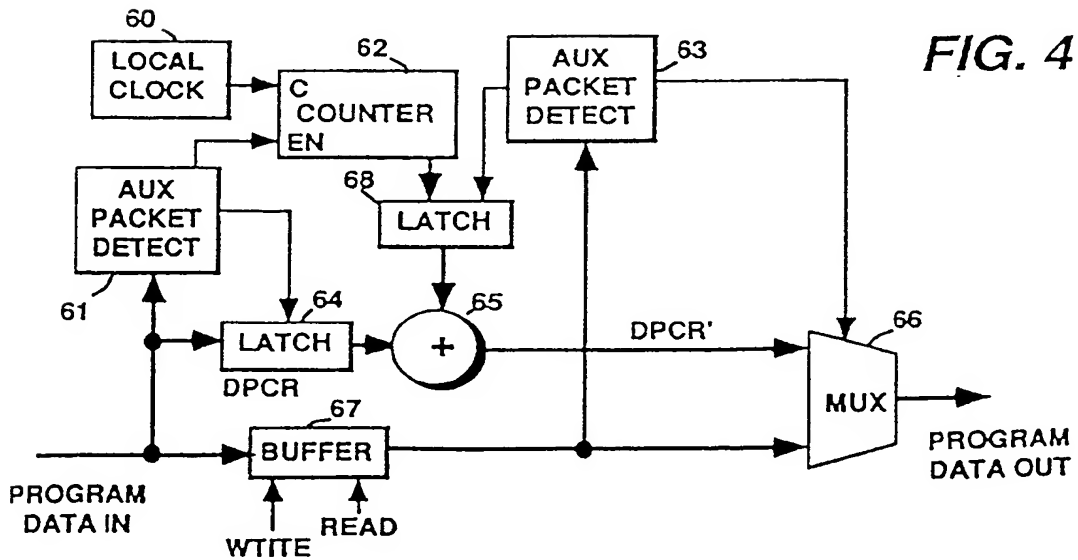 FIG. 4
60
LOCAL
CLOCK
62
C
COUNTER
EN
AUX
PACKET
DETECT
63
AUX
PACKET
DETECT
61
68
LATCH
64
LATCH
DPCR
65
+
DPCR'
66
MUX
67
BUFFER
PROGRAM
DATA IN
WTITE
READ
PROGRAM
DATA OUT